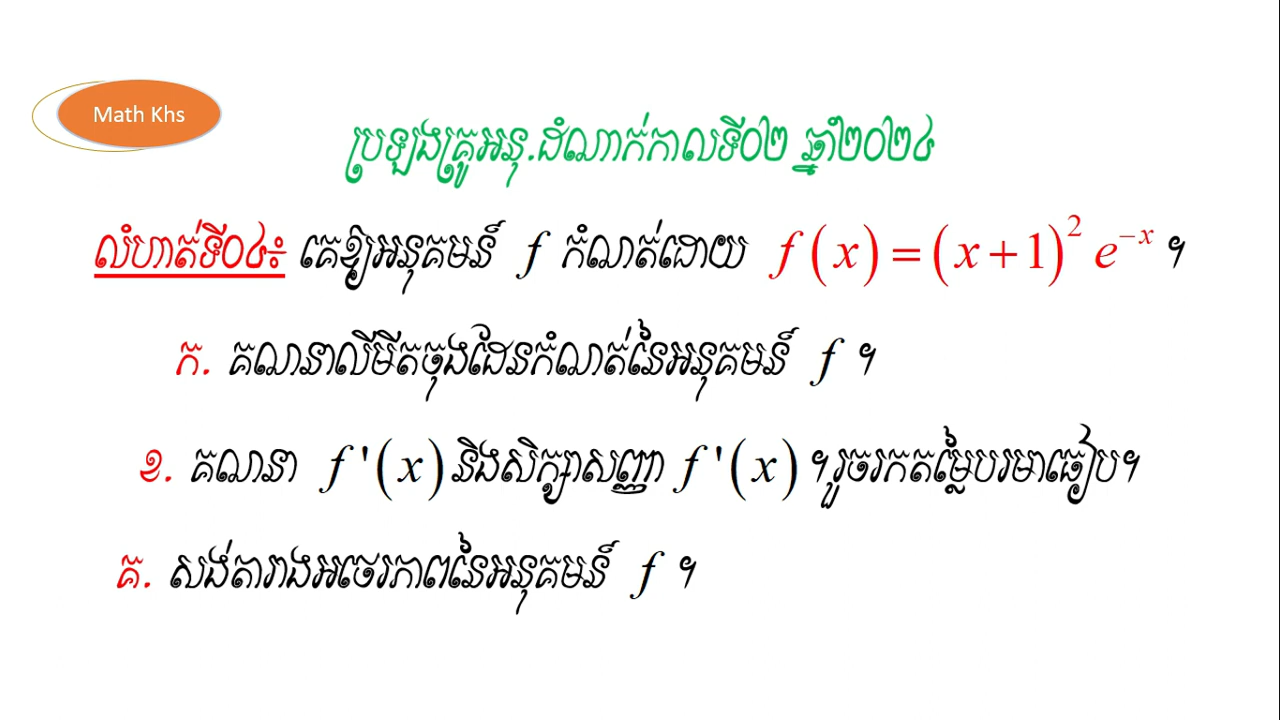 Math Khs
ប្រឡងគ្រូអនុ.ដំណាក់កាលទី០២ ឆ្នាំ២០២៤
លំហាត់ទី០៤៖ គេឱ្យអនុគមន៍ f កំណត់ដោយ f(x)=(x+1)² e⁻ˣ ។
ក. គណនាលីមីតចុងដែនកំណត់នៃអនុគមន៍ f ។
ខ. គណនា f'(x) និងសិក្សាសញ្ញា f'(x) ។រួចរកតម្លៃបរមាធៀប។
គ. សង់តារាងអថេរភាពនៃអនុគមន៍ f ។